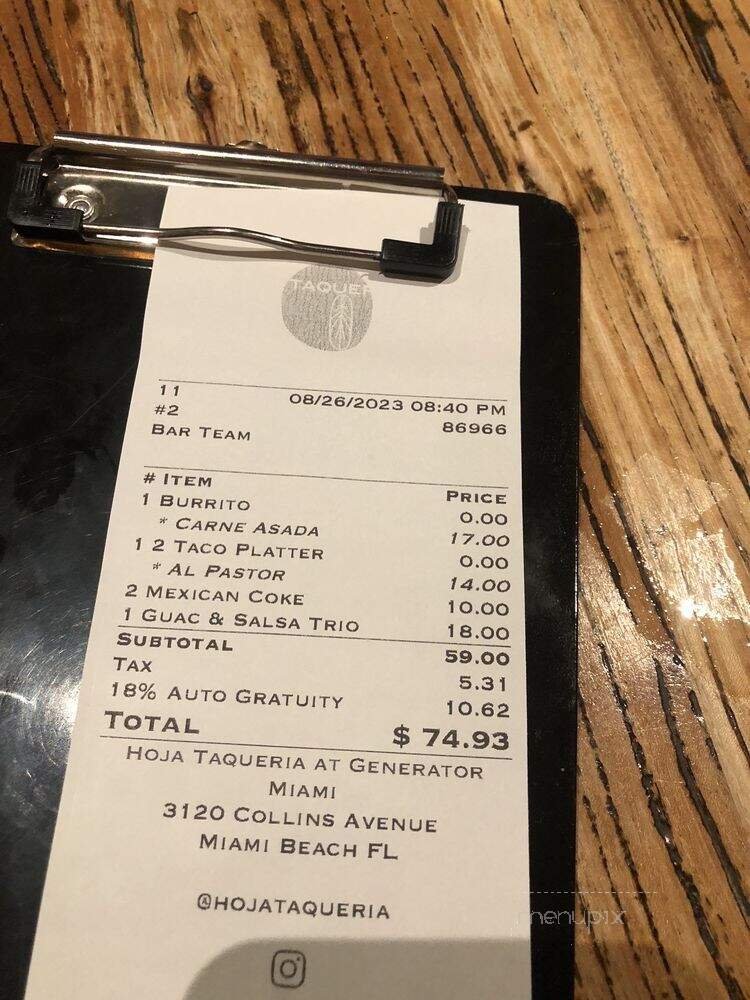 TAQUE
11
08/26/2023 08:40 PM
#2
86966
BAR TEAM
# ITEM PRICE
1 BURRITO 0.00
* CARNE ASADA 17.00
1 2 TACO PLATTER 0.00
* AL PASTOR 14.00
2 MEXICAN COKE 10.00
1 GUAC & SALSA TRIO 18.00
SUBTOTAL 59.00
TAX 5.31
18% AUTO GRATUITY 10.62
TOTAL $ 74.93
HOJA TAQUERIA AT GENERATOR
MIAMI
3120 COLLINS AVENUE
MIAMI BEACH FL
@HOJATAQUERIA
menupix